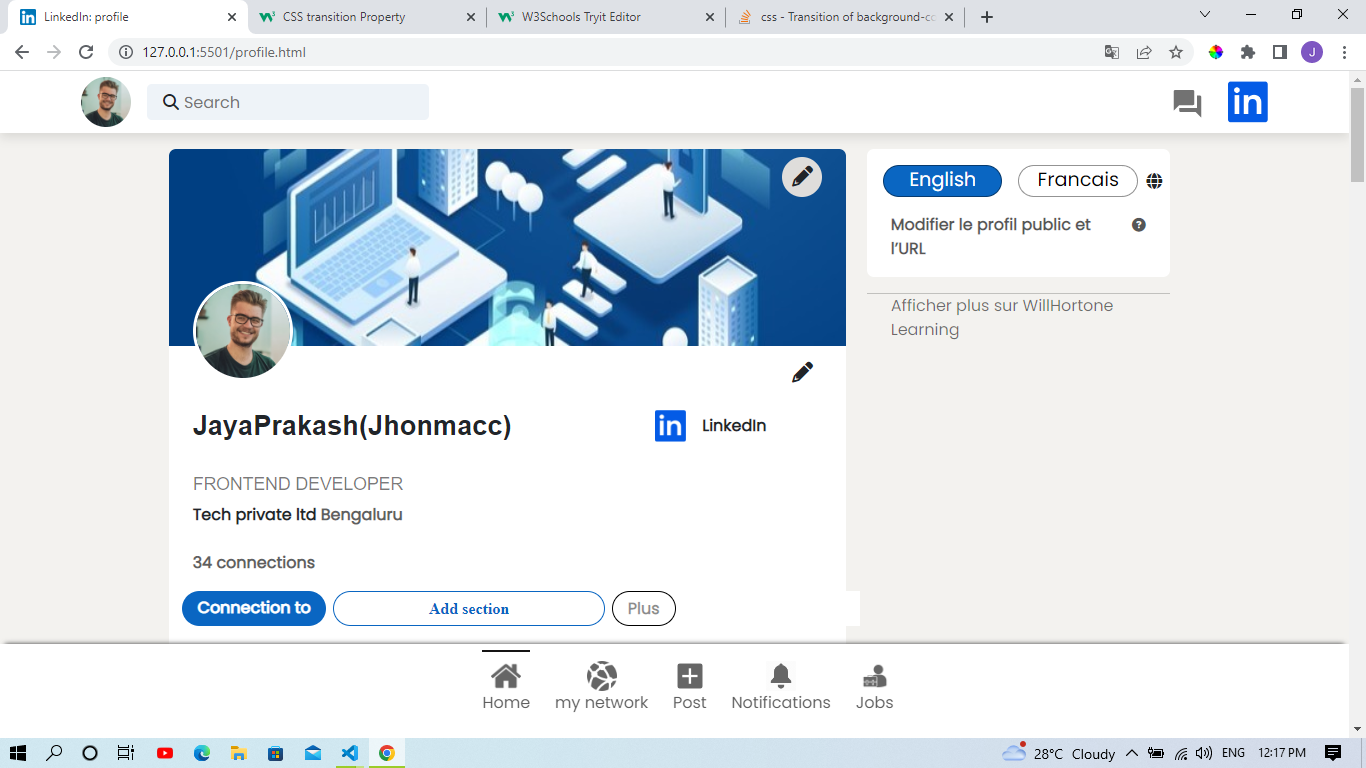 LinkedIn: profile
CSS transition Property
W3Schools Tryit Editor
css - Transition of background-co
127.0.0.1:5501/profile.html
J
Search
in
English
Francais
Modifier le profil public et
l’URL
Afficher plus sur WillHortone
Learning
JayaPrakash(Jhonmacc)
in
LinkedIn
FRONTEND DEVELOPER
Tech private ltd Bengaluru
34 connections
Connection to
Add section
Plus
Home
my network
Post
Notifications
Jobs
28°C Cloudy
ENG
12:17 PM